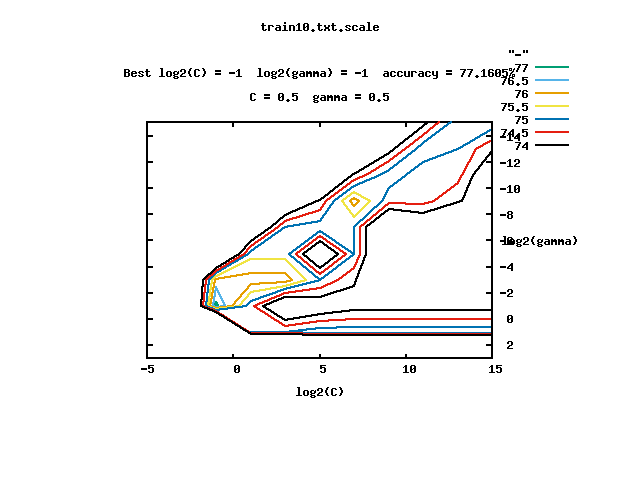 train10.txt.scale
"-"
Best log2(C) = -1 log2(gamma) = -1 accuracy = 77.1605%
77
76.5
C = 0.5 gamma = 0.5
76
75.5
75
74.5
74
-14
-12
-10
-8
-6
log2(gamma)
-4
-2
0
2
-5 0 5 10 15
log2(C)